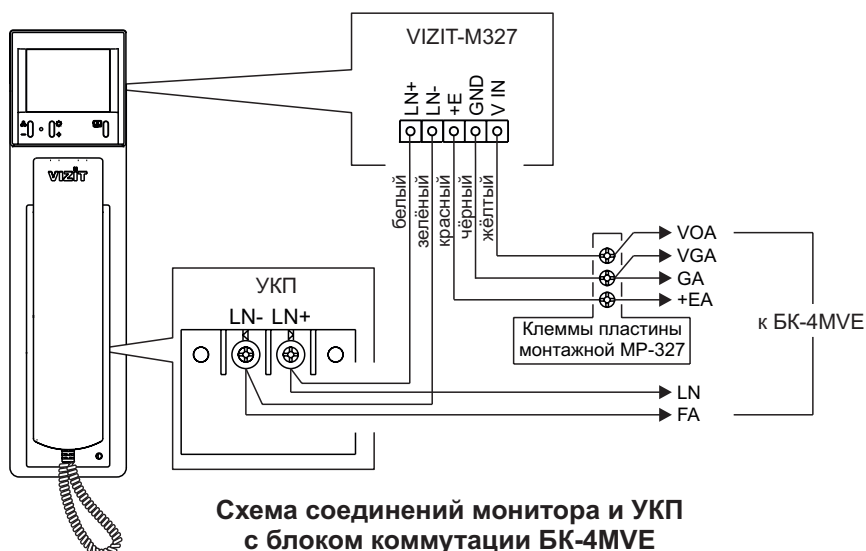 VIZIT-M327
LN+
LN-
+E
GND
V IN
белый
зелёный
красный
чёрный
жёлтый
VIZIT
VOA
VGA
GA
+EA
к БК-4MVE
Клеммы пластины
монтажной МР-327
УКП
LN- LN+
LN
FA
Схема соединений монитора и УКП
с блоком коммутации БК-4MVE